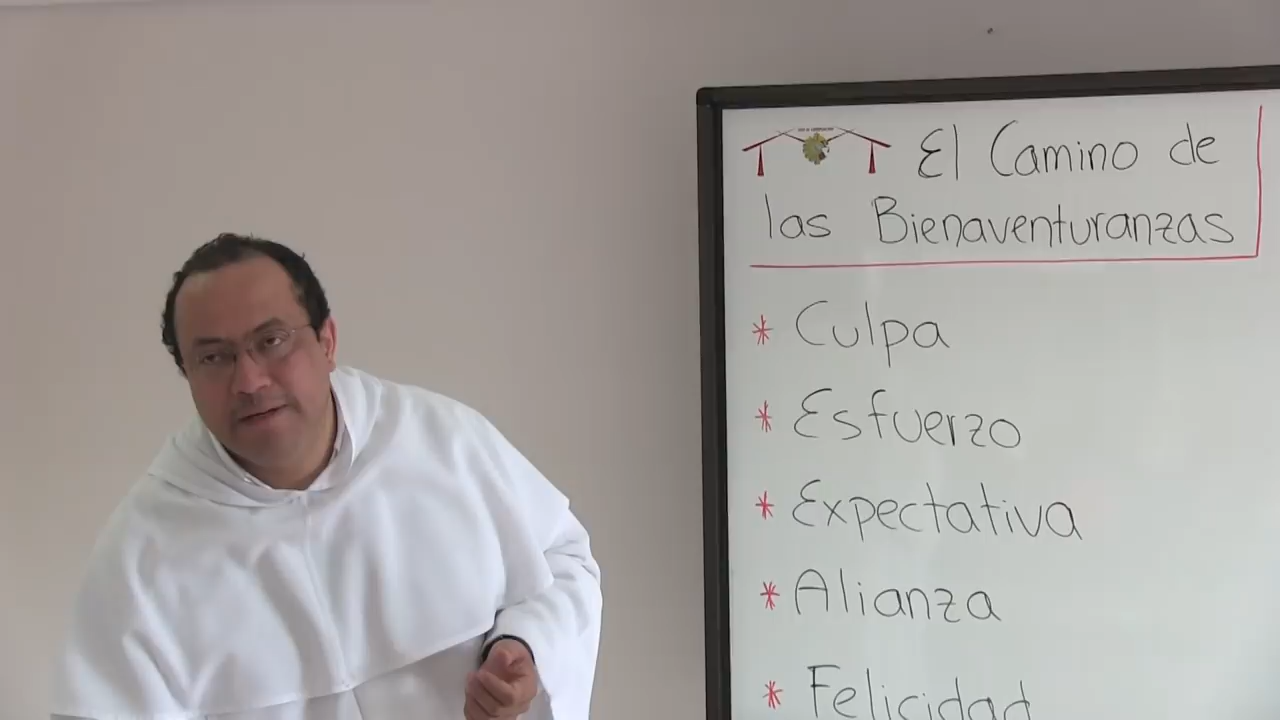 El Camino de
las Bienaventuranzas
* Culpa
* Esfuerzo
* Expectativa
* Alianza
* Felicidad